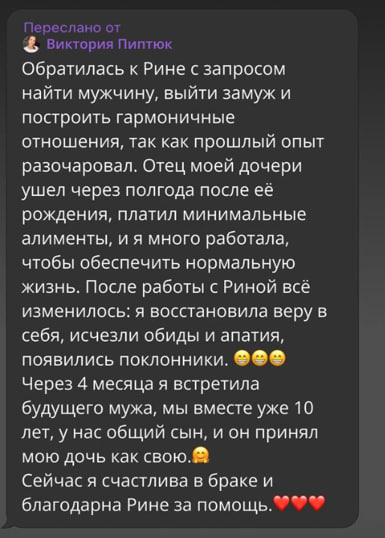 Переслано от
Виктория Пиптюк
Обратилась к Рине с запросом
найти мужчину, выйти замуж и
построить гармоничные
отношения, так как прошлый опыт
разочаровал. Отец моей дочери
ушел через полгода после её
рождения, платил минимальные
алименты, и я много работала,
чтобы обеспечить нормальную
жизнь. После работы с Риной всё
изменилось: я восстановила веру в
себя, исчезли обиды и апатия,
появились поклонники. 😁😁😁
Через 4 месяца я встретила
будущего мужа, мы вместе уже 10
лет, у нас общий сын, и он принял
мою дочь как свою.🤗
Сейчас я счастлива в браке и
благодарна Рине за помощь.❤️❤️❤️